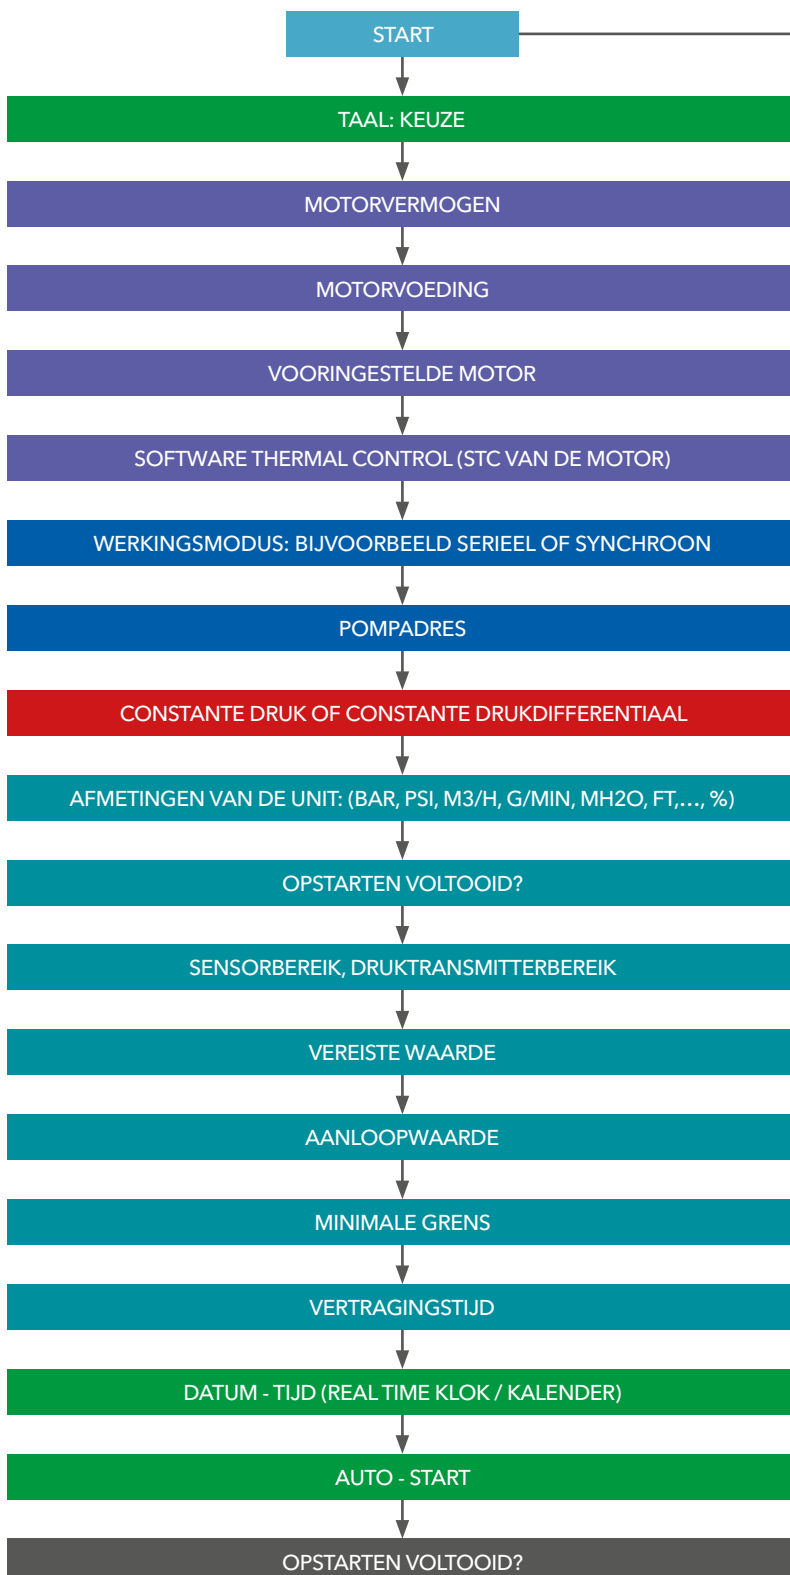 START
TAAL: KEUZE
MOTORVERMOGEN
MOTORVOEDING
VOORINGESTELDE MOTOR
SOFTWARE THERMAL CONTROL (STC VAN DE MOTOR)
WERKINGSMODUS: BIJVOORBEELD SERIEEL OF SYNCHROON
POMPADRES
CONSTANTE DRUK OF CONSTANTE DRUKDIFFERENTIAAL
AFMETINGEN VAN DE UNIT: (BAR, PSI, M3/H, G/MIN, MH2O, FT,..., %)
OPSTARTEN VOLTOOID?
SENSORBEREIK, DRUKTRANSMITTERBEREIK
VEREISTE WAARDE
AANLOOPWAARDE
MINIMALE GRENS
VERTRAGINGSTIJD
DATUM - TIJD (REAL TIME KLOK / KALENDER)
AUTO - START
OPSTARTEN VOLTOOID?